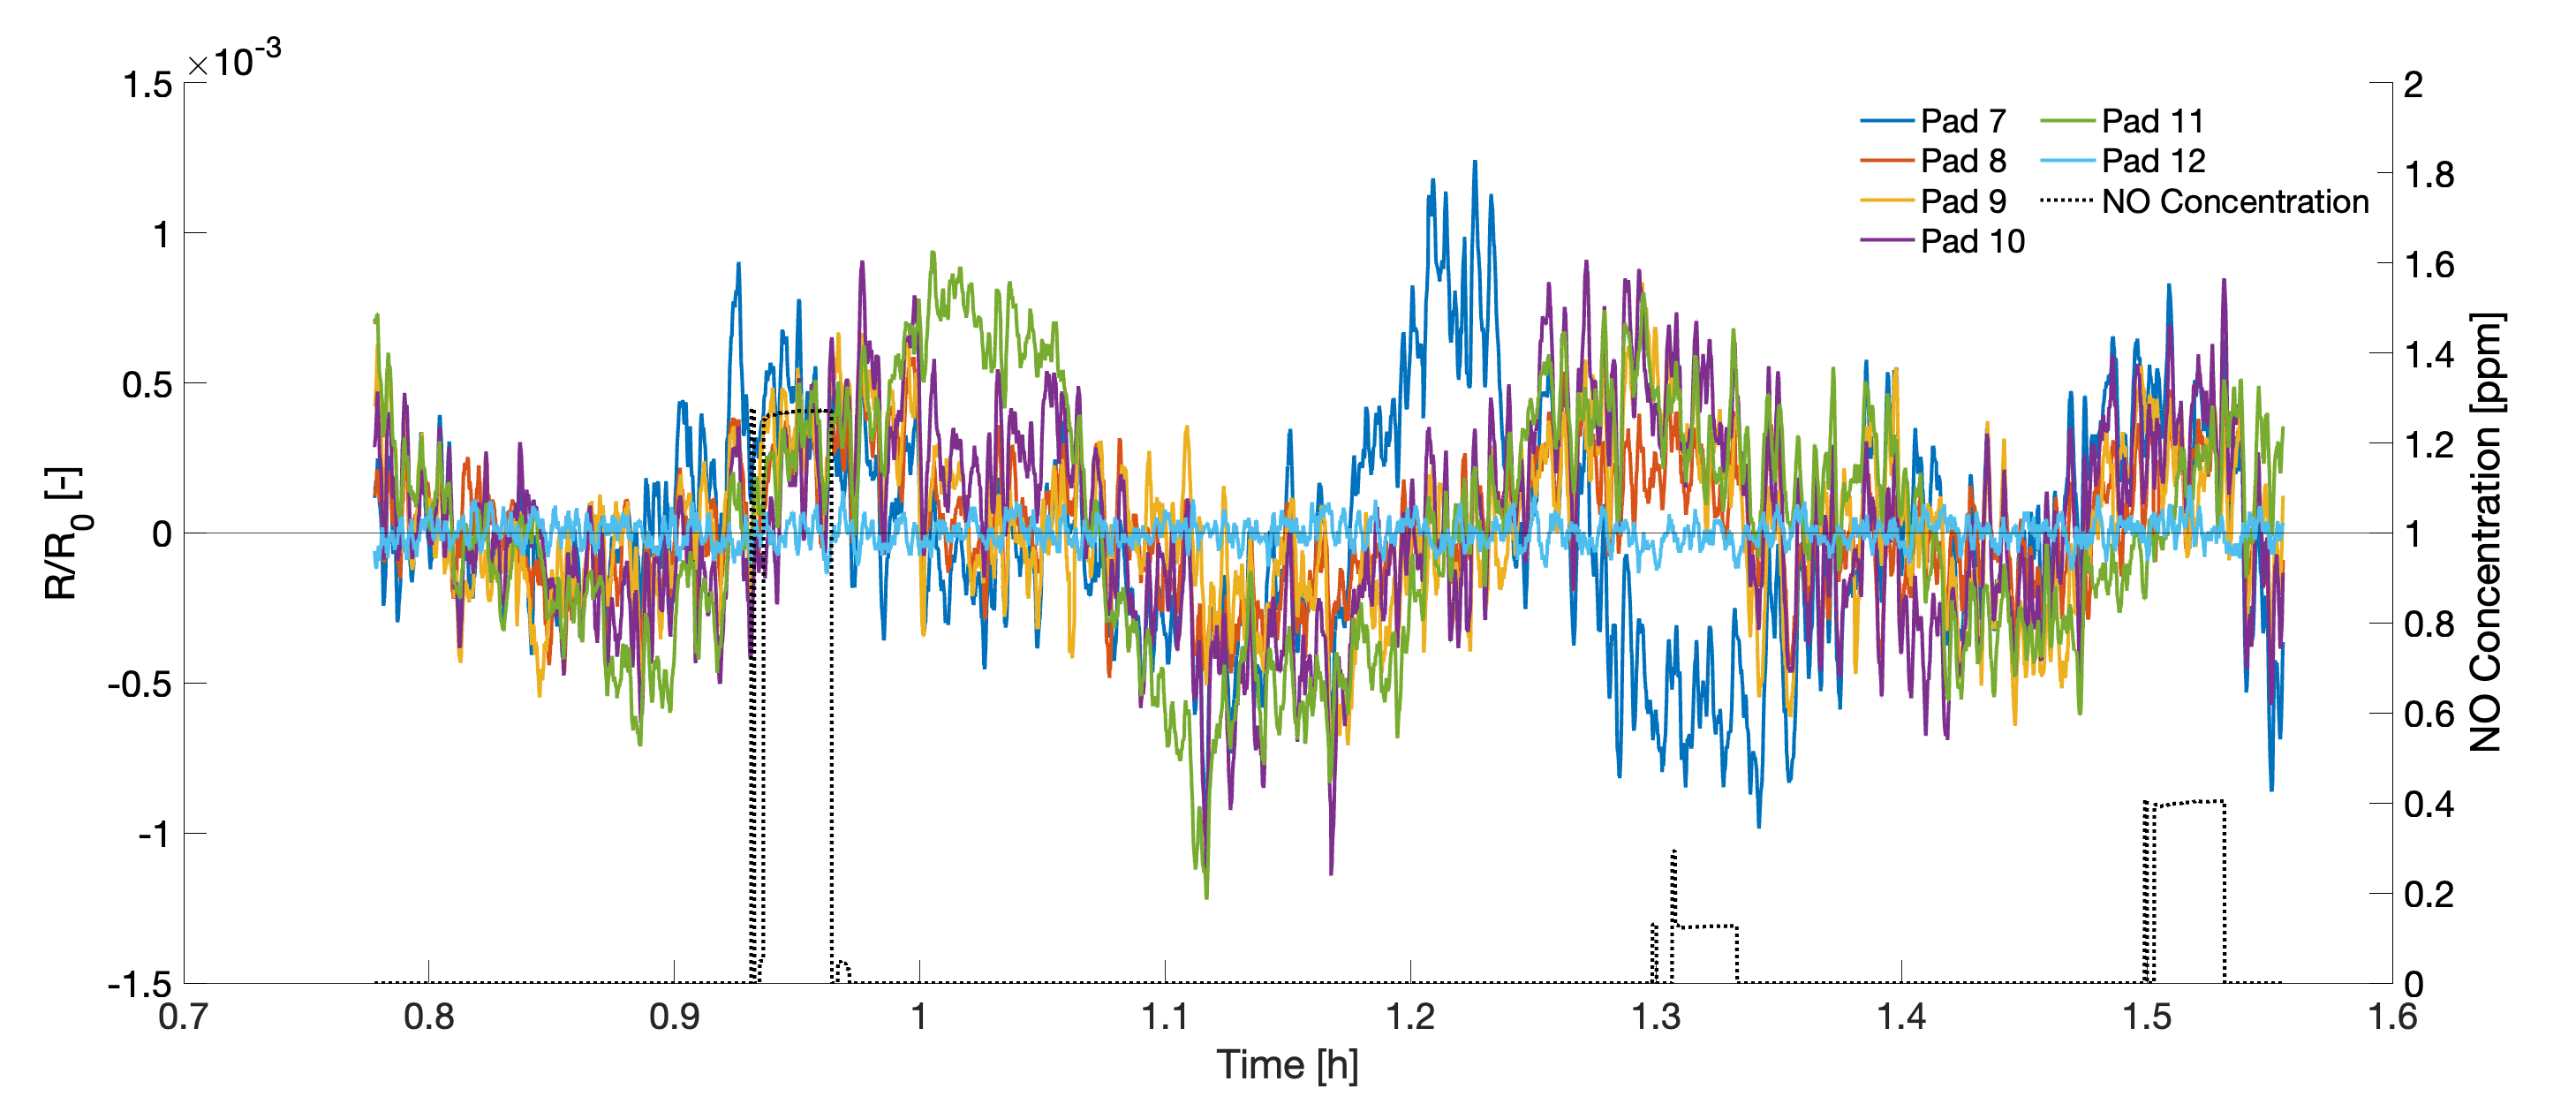 ×10-3
1.5
1
0.5
0
-0.5
-1
-1.5
R/R0 [-]
Pad 7
Pad 8
Pad 9
Pad 10
Pad 11
Pad 12
NO Concentration
2
1.8
1.6
1.4
1.2
1
0.8
0.6
0.4
0.2
0
NO Concentration [ppm]
0.7 0.8 0.9 1 1.1 1.2 1.3 1.4 1.5 1.6
Time [h]